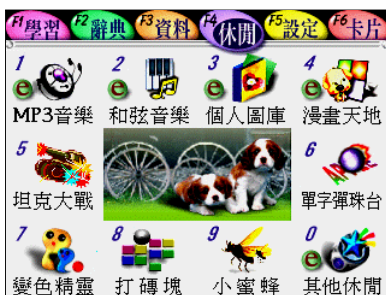 F1學習 F2辭典 F3資料 F4休閒 F5設定 F6卡片
1 2 3 4
e e e
MP3音樂 和弦音樂 個人圖庫 漫畫天地
5 6
坦克大戰 單字彈珠台
7 8 9 0
e
變色精靈 打磚塊 小蜜蜂 其他休閒